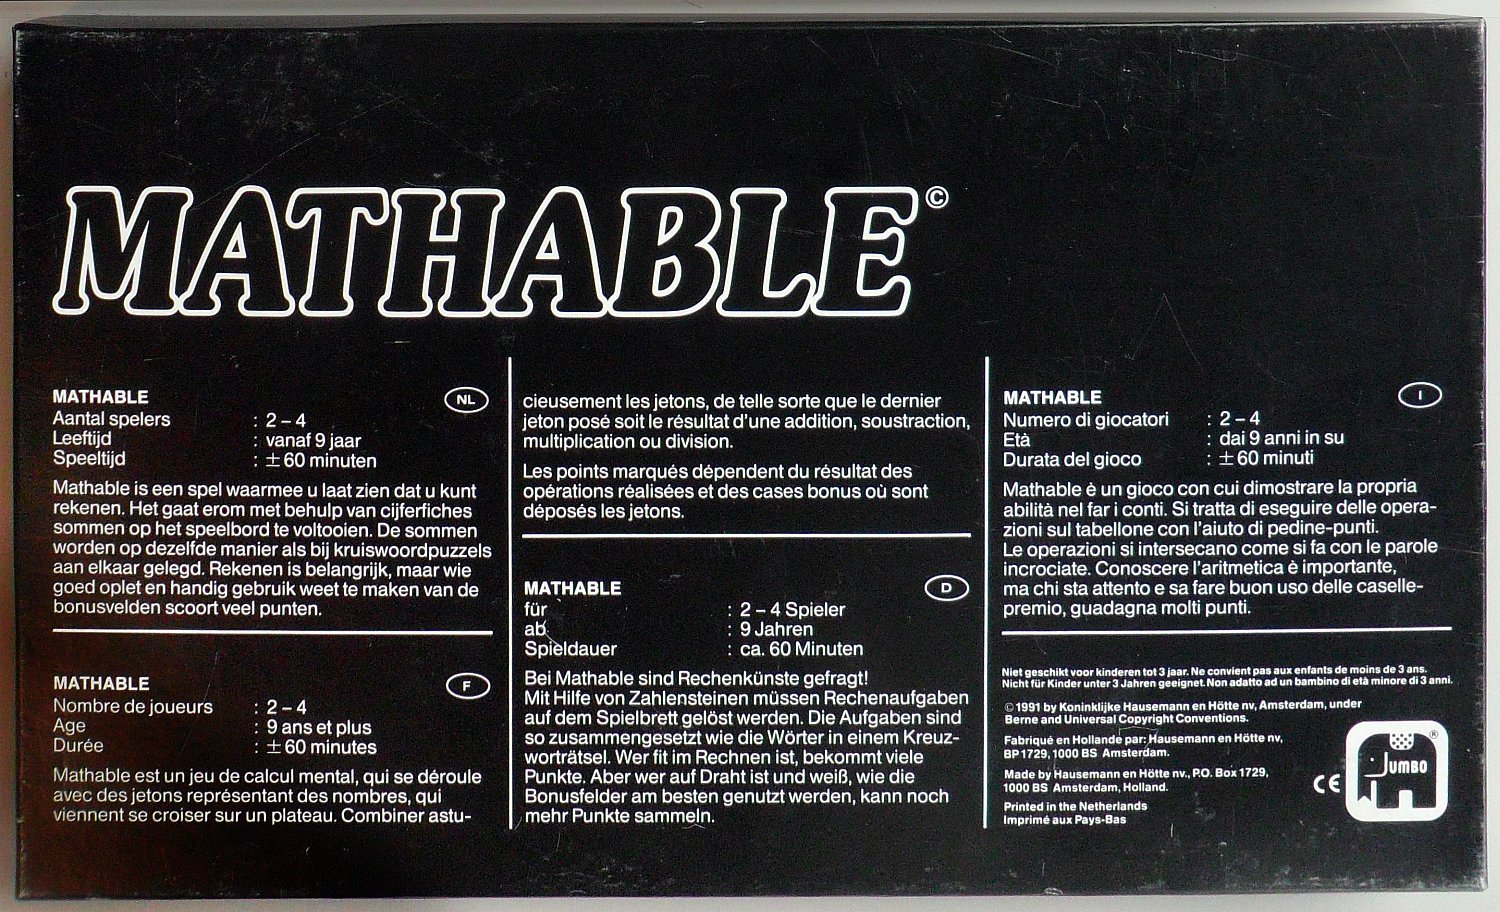 MATHABLE©
MATHABLE NL
Aantal spelers : 2 – 4
Leeftijd : vanaf 9 jaar
Speeltijd : ± 60 minuten
Mathable is een spel waarmee u laat zien dat u kunt
rekenen. Het gaat erom met behulp van cijferfiches
sommen op het speelbord te voltooien. De sommen
worden op dezelfde manier als bij kruiswoordpuzzels
aan elkaar gelegd. Rekenen is belangrijk, maar wie
goed oplet en handig gebruik weet te maken van de
bonusvelden scoort veel punten.
MATHABLE F
Nombre de joueurs : 2 – 4
Age : 9 ans et plus
Durée : ± 60 minutes
Mathable est un jeu de calcul mental, qui se déroule
avec des jetons représentant des nombres, qui
viennent se croiser sur un plateau. Combiner astu-
cieusement les jetons, de telle sorte que le dernier
jeton posé soit le résultat d'une addition, soustraction,
multiplication ou division.
Les points marqués dépendent du résultat des
opérations réalisées et des cases bonus où sont
déposés les jetons.
MATHABLE D
für : 2 – 4 Spieler
ab : 9 Jahren
Spieldauer : ca. 60 Minuten
Bei Mathable sind Rechenkünste gefragt!
Mit Hilfe von Zahlensteinen müssen Rechenaufgaben
auf dem Spielbrett gelöst werden. Die Aufgaben sind
so zusammengesetzt wie die Wörter in einem Kreuz-
worträtsel. Wer fit im Rechnen ist, bekommt viele
Punkte. Aber wer auf Draht ist und weiß, wie die
Bonusfelder am besten genutzt werden, kann noch
mehr Punkte sammeln.
MATHABLE I
Numero di giocatori : 2 – 4
Età : dai 9 anni in su
Durata del gioco : ± 60 minuti
Mathable è un gioco con cui dimostrare la propria
abilità nel far i conti. Si tratta di eseguire delle opera-
zioni sul tabellone con l'aiuto di pedine-punti.
Le operazioni si intersecano come si fa con le parole
incrociate. Conoscere l'aritmetica è importante,
ma chi sta attento e sa fare buon uso delle caselle-
premio, guadagna molti punti.
Niet geschikt voor kinderen tot 3 jaar. Ne convient pas aux enfants de moins de 3 ans.
Nicht für Kinder unter 3 Jahren geeignet. Non adatto ad un bambino di età minore di 3 anni.
© 1991 by Koninklijke Hausemann en Hötte nv, Amsterdam, under
Berne and Universal Copyright Conventions.
Fabriqué en Hollande par: Hausemann en Hötte nv,
BP 1729, 1000 BS Amsterdam.
Made by Hausemann en Hötte nv., P.O. Box 1729,
1000 BS Amsterdam, Holland.
Printed in the Netherlands
Imprimé aux Pays-Bas
CE
JUMBO ®